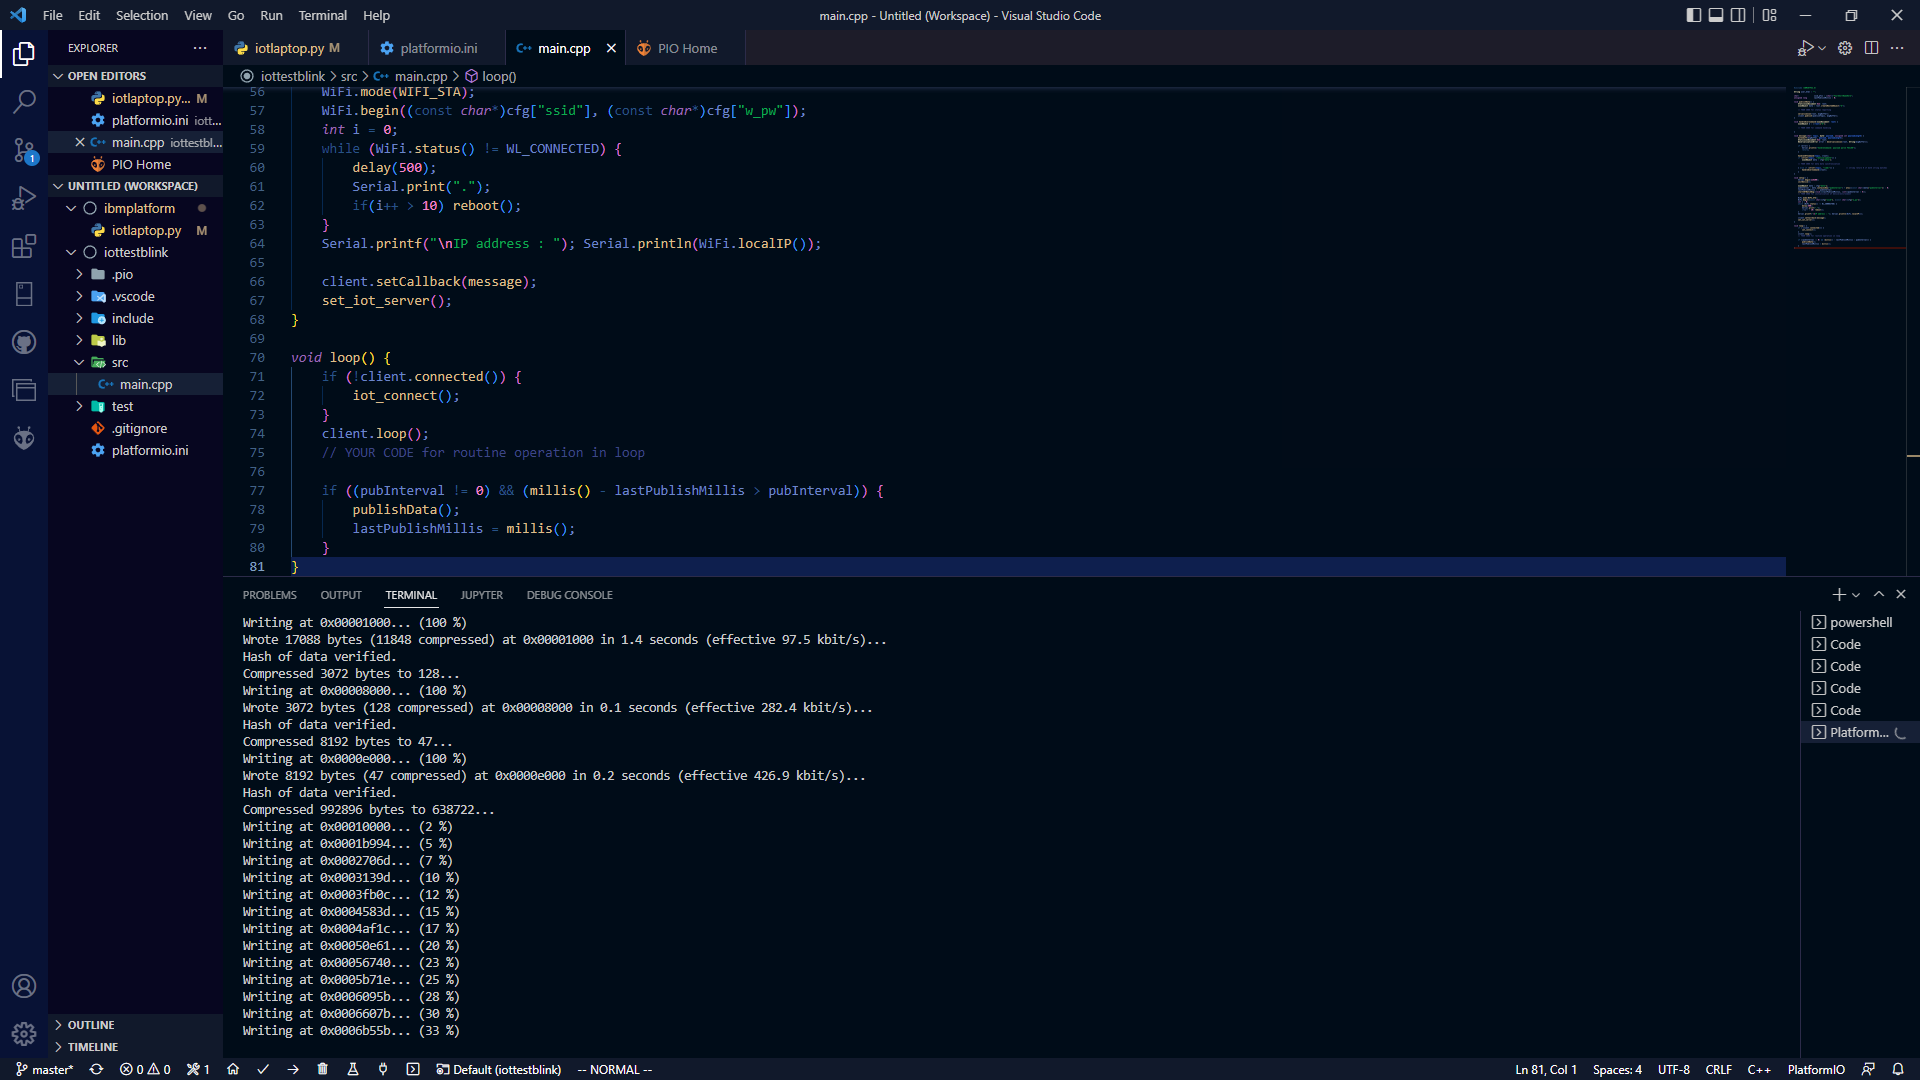 File Edit Selection View Go Run Terminal Help
main.cpp - Untitled (Workspace) - Visual Studio Code
EXPLORER
OPEN EDITORS
iotlaptop.py... M
platformio.ini iott...
main.cpp iottestbl...
PIO Home
UNTITLED (WORKSPACE)
ibmplatform
iotlaptop.py M
iottestblink
.pio
.vscode
include
lib
src
main.cpp
test
.gitignore
platformio.ini
OUTLINE
TIMELINE
1
iotlaptop.py M
platformio.ini
main.cpp
PIO Home
iottestblink > src > main.cpp > loop()
56 WiFi.mode(WIFI_STA);
57 WiFi.begin((const char*)cfg["ssid"], (const char*)cfg["w_pw"]);
58 int i = 0;
59 while (WiFi.status() != WL_CONNECTED) {
60 delay(500);
61 Serial.print(".");
62 if(i++ > 10) reboot();
63 }
64 Serial.printf("\nIP address : "); Serial.println(WiFi.localIP());
65
66 client.setCallback(message);
67 set_iot_server();
68 }
69
70 void loop() {
71 if (!client.connected()) {
72 iot_connect();
73 }
74 client.loop();
75 // YOUR CODE for routine operation in loop
76
77 if ((pubInterval != 0) && (millis() - lastPublishMillis > pubInterval)) {
78 publishData();
79 lastPublishMillis = millis();
80 }
81 }
PROBLEMS OUTPUT TERMINAL JUPYTER DEBUG CONSOLE
Writing at 0x00001000... (100 %)
Wrote 17088 bytes (11848 compressed) at 0x00001000 in 1.4 seconds (effective 97.5 kbit/s)...
Hash of data verified.
Compressed 3072 bytes to 128...
Writing at 0x00008000... (100 %)
Wrote 3072 bytes (128 compressed) at 0x00008000 in 0.1 seconds (effective 282.4 kbit/s)...
Hash of data verified.
Compressed 8192 bytes to 47...
Writing at 0x0000e000... (100 %)
Wrote 8192 bytes (47 compressed) at 0x0000e000 in 0.2 seconds (effective 426.9 kbit/s)...
Hash of data verified.
Compressed 992896 bytes to 638722...
Writing at 0x00010000... (2 %)
Writing at 0x0001b994... (5 %)
Writing at 0x0002706d... (7 %)
Writing at 0x0003139d... (10 %)
Writing at 0x0003fb0c... (12 %)
Writing at 0x0004583d... (15 %)
Writing at 0x0004af1c... (17 %)
Writing at 0x00050e61... (20 %)
Writing at 0x00056740... (23 %)
Writing at 0x0005b71e... (25 %)
Writing at 0x0006095b... (28 %)
Writing at 0x0006607b... (30 %)
Writing at 0x0006b55b... (33 %)
powershell
Code
Code
Code
Code
Platform...
master* 0 0 1 Default (iottestblink) -- NORMAL --
Ln 81, Col 1 Spaces: 4 UTF-8 CRLF C++ PlatformIO